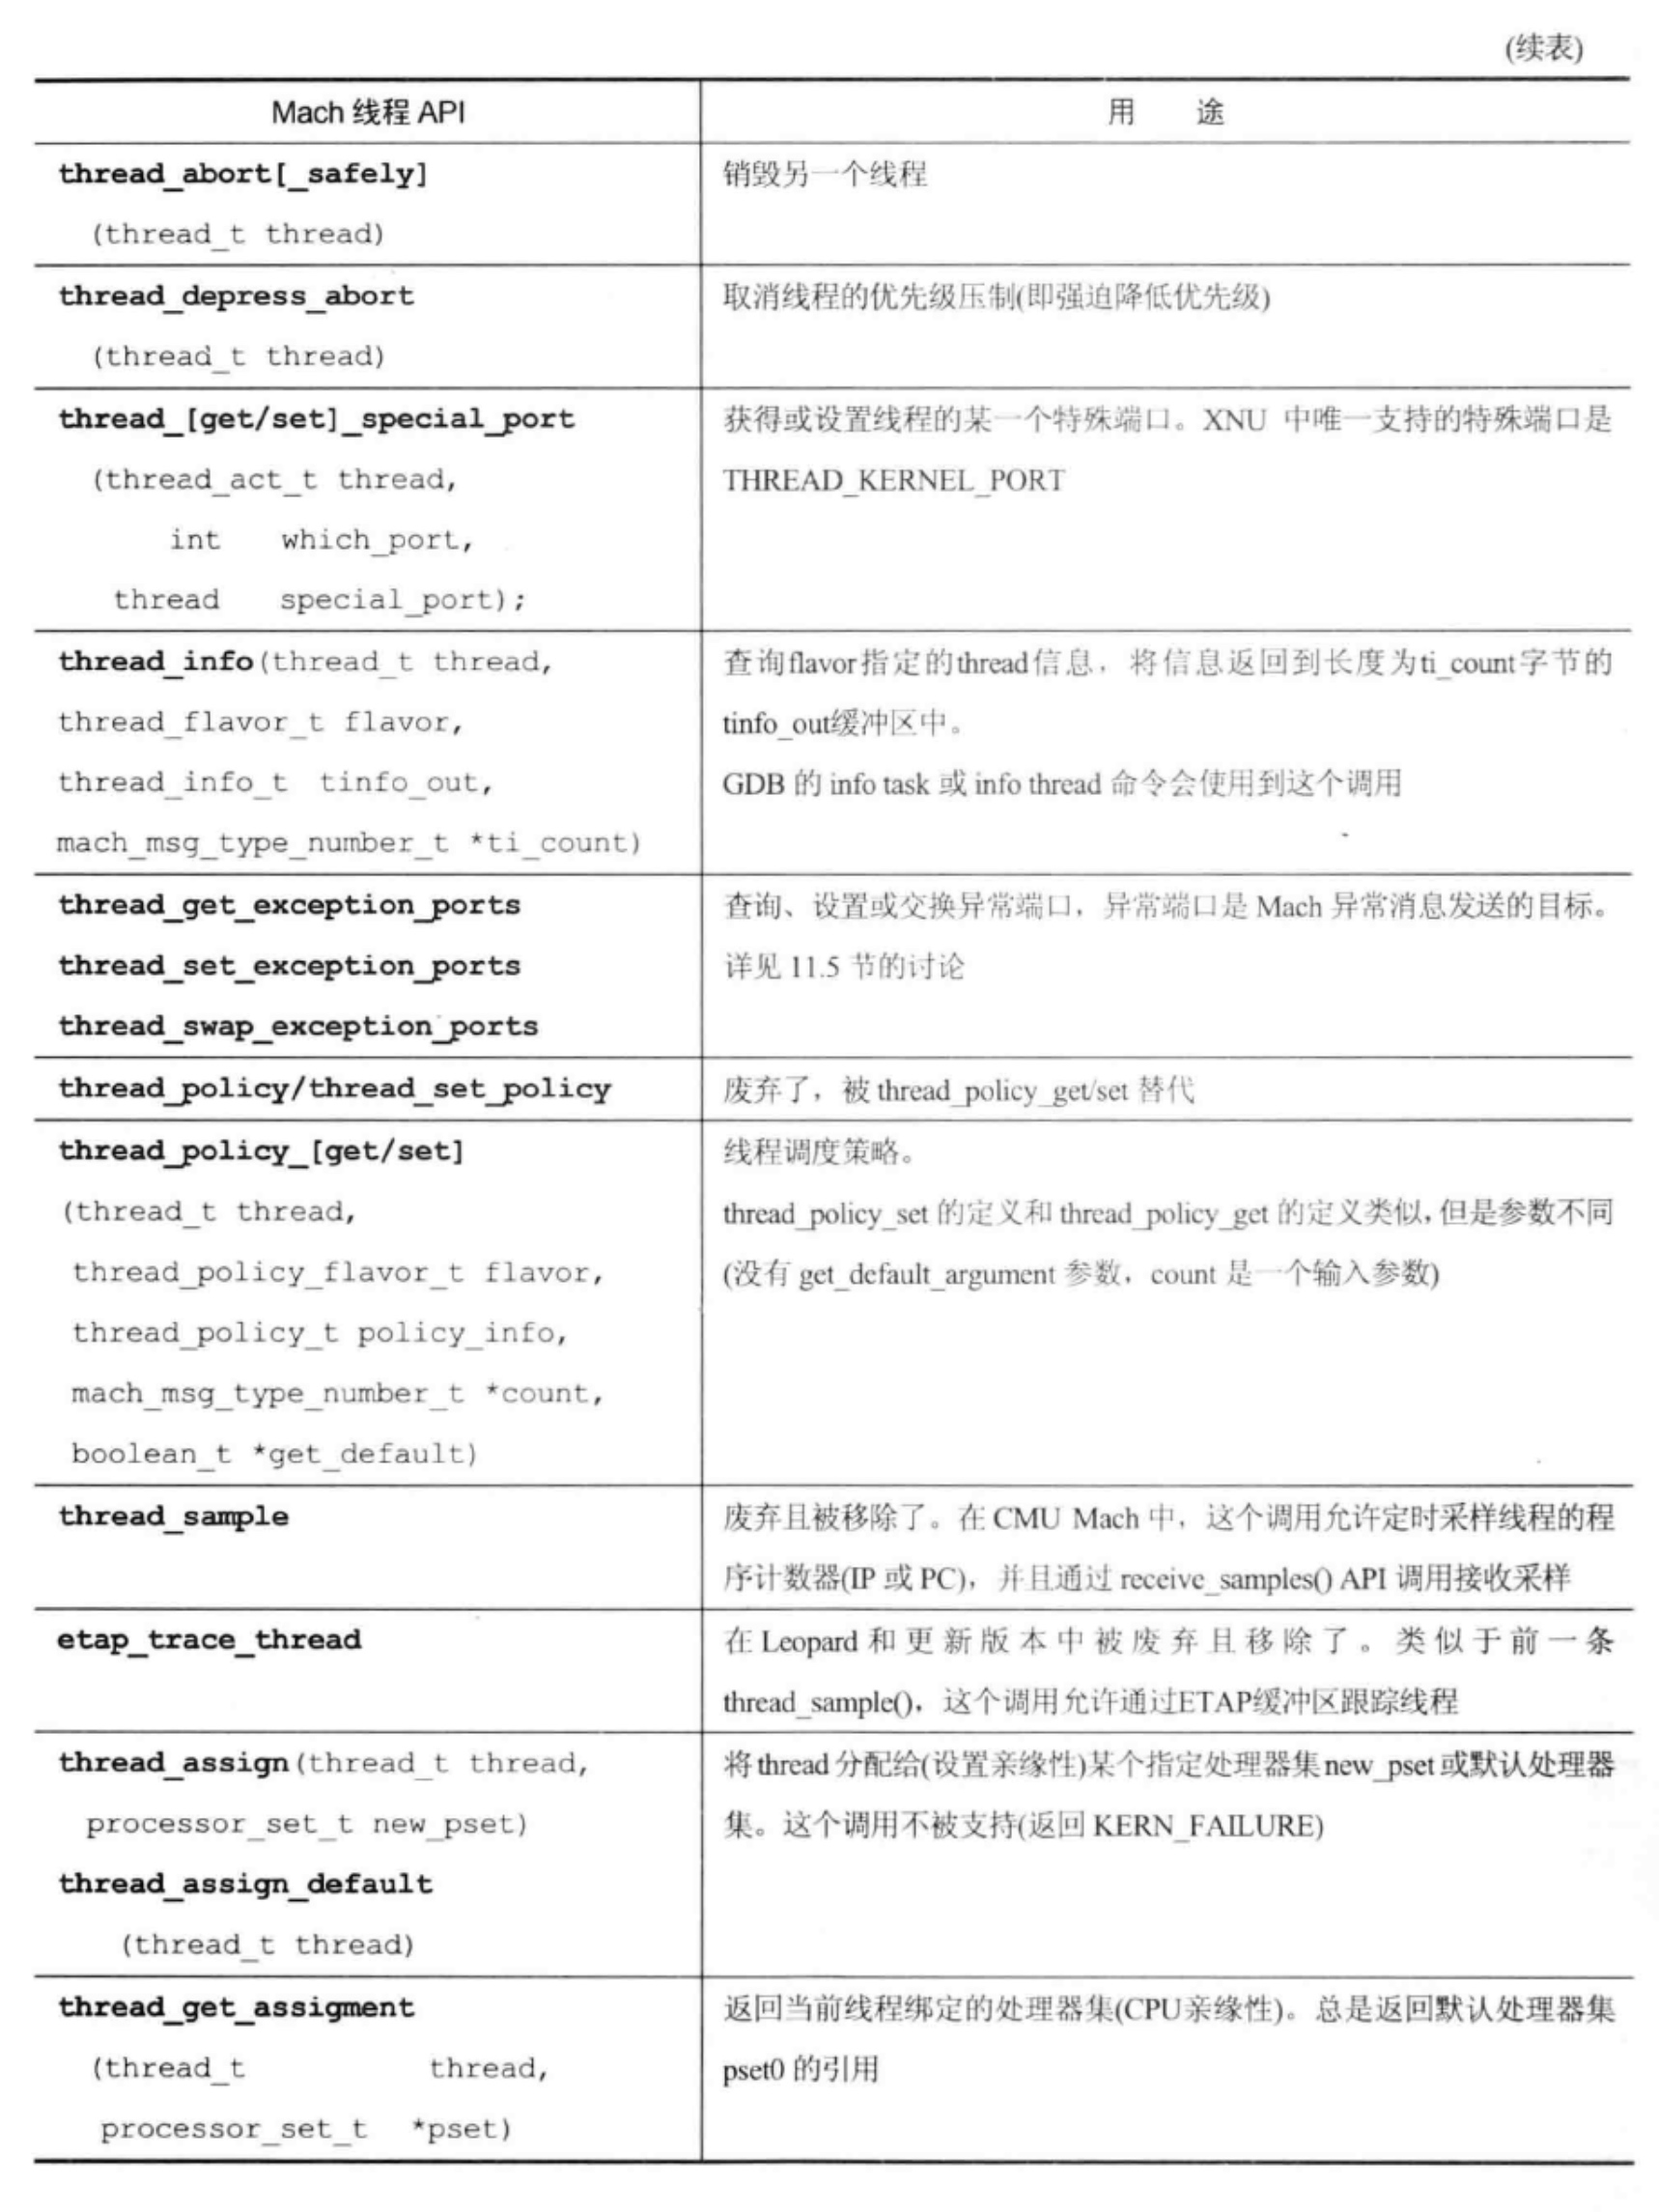 (续表)
Mach 线程 API
用 途
thread_abort[_safely]
(thread_t thread)
销毁另一个线程
thread_depress_abort
(thread_t thread)
取消线程的优先级压制(即强迫降低优先级)
thread_[get/set]_special_port
(thread_act_t thread,
int which_port,
thread special_port);
获得或设置线程的某一个特殊端口。XNU 中唯一支持的特殊端口是
THREAD_KERNEL_PORT
thread_info(thread_t thread,
thread_flavor_t flavor,
thread_info_t tinfo_out,
mach_msg_type_number_t *ti_count)
查询flavor指定的thread信息，将信息返回到长度为ti_count字节的
tinfo_out缓冲区中。
GDB 的 info task 或 info thread 命令会使用到这个调用
thread_get_exception_ports
thread_set_exception_ports
thread_swap_exception_ports
查询、设置或交换异常端口，异常端口是 Mach 异常消息发送的目标。
详见 11.5 节的讨论
thread_policy/thread_set_policy
废弃了，被 thread_policy_get/set 替代
thread_policy_[get/set]
(thread_t thread,
thread_policy_flavor_t flavor,
thread_policy_t policy_info,
mach_msg_type_number_t *count,
boolean_t *get_default)
线程调度策略。
thread_policy_set 的定义和 thread_policy_get 的定义类似，但是参数不同
(没有 get_default_argument 参数，count 是一个输入参数)
thread_sample
废弃且被移除了。在 CMU Mach 中，这个调用允许定时采样线程的程
序计数器(IP 或 PC)，并且通过 receive_samples() API 调用接收采样
etap_trace_thread
在 Leopard 和更新版本中被废弃且移除了。类似于前一条
thread_sample()，这个调用允许通过ETAP缓冲区跟踪线程
thread_assign(thread_t thread,
processor_set_t new_pset)
thread_assign_default
(thread_t thread)
将 thread 分配给(设置亲缘性)某个指定处理器集 new_pset 或默认处理器
集。这个调用不被支持(返回 KERN_FAILURE)
thread_get_assigment
(thread_t thread,
processor_set_t *pset)
返回当前线程绑定的处理器集(CPU亲缘性)。总是返回默认处理器集
pset0 的引用